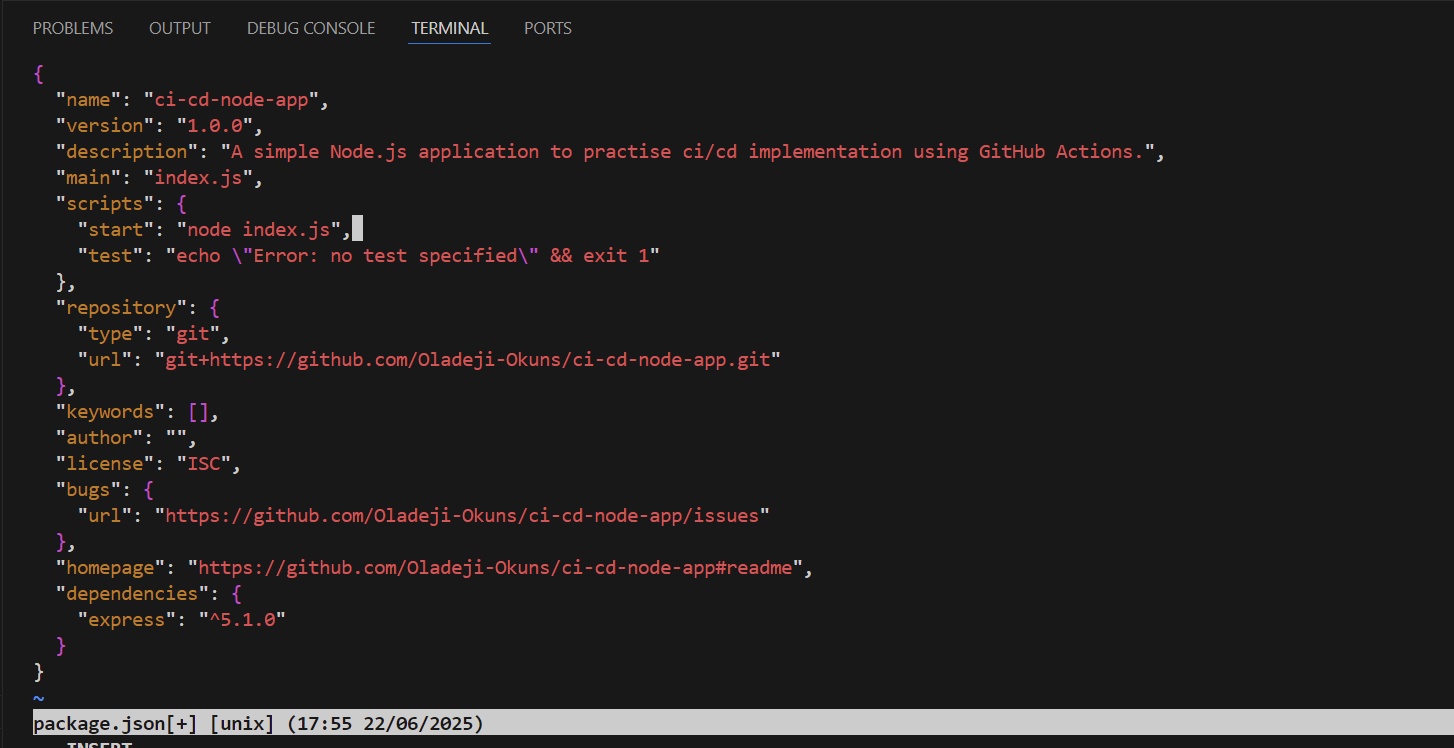 PROBLEMS OUTPUT DEBUG CONSOLE TERMINAL PORTS
{
  "name": "ci-cd-node-app",
  "version": "1.0.0",
  "description": "A simple Node.js application to practise ci/cd implementation using GitHub Actions.",
  "main": "index.js",
  "scripts": {
    "start": "node index.js",
    "test": "echo \"Error: no test specified\" && exit 1"
  },
  "repository": {
    "type": "git",
    "url": "git+https://github.com/Oladeji-Okuns/ci-cd-node-app.git"
  },
  "keywords": [],
  "author": "",
  "license": "ISC",
  "bugs": {
    "url": "https://github.com/Oladeji-Okuns/ci-cd-node-app/issues"
  },
  "homepage": "https://github.com/Oladeji-Okuns/ci-cd-node-app#readme",
  "dependencies": {
    "express": "^5.1.0"
  }
}
~
package.json[+] [unix] (17:55 22/06/2025)
-- INSERT --